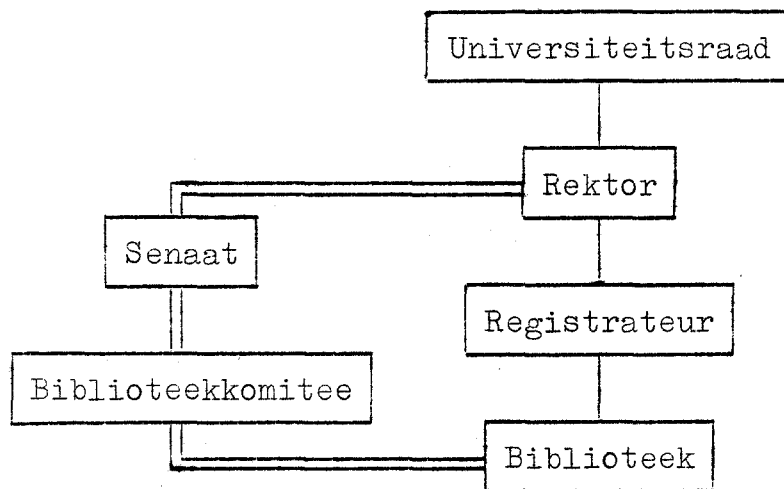 Universiteitsraad
Rektor
Senaat
Registrateur
Biblioteekkomitee
Biblioteek